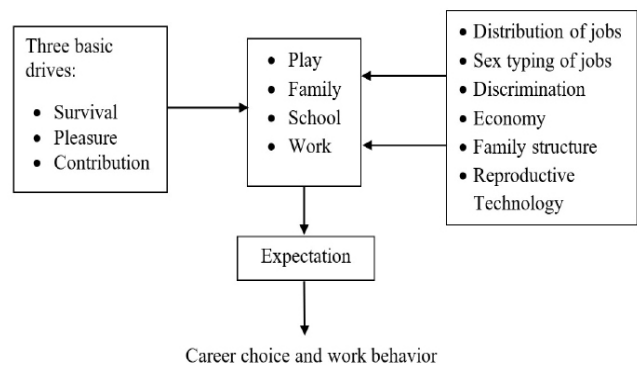 Three basic
drives:
• Survival
• Pleasure
• Contribution
• Play
• Family
• School
• Work
• Distribution of jobs
• Sex typing of jobs
• Discrimination
• Economy
• Family structure
• Reproductive
Technology
Expectation
Career choice and work behavior